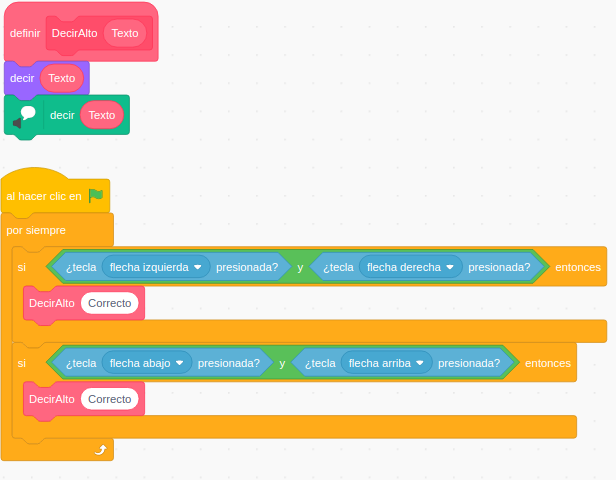 definir DecirAlto Texto
decir Texto
decir Texto
al hacer clic en
por siempre
si ¿tecla flecha izquierda presionada? y ¿tecla flecha derecha presionada? entonces
DecirAlto Correcto
si ¿tecla flecha abajo presionada? y ¿tecla flecha arriba presionada? entonces
DecirAlto Correcto